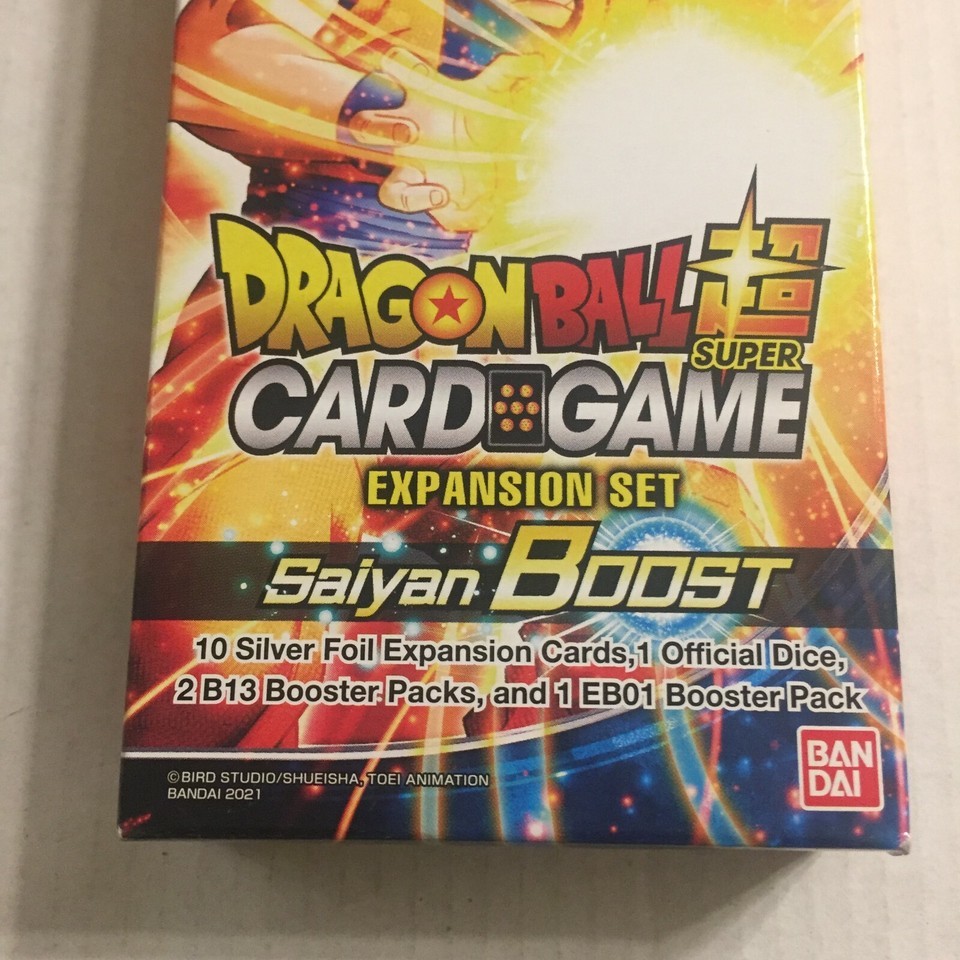 DRAGON BALL 超
SUPER
CARD GAME
EXPANSION SET
Saiyan BOOST
10 Silver Foil Expansion Cards,1 Official Dice,
2 B13 Booster Packs, and 1 EB01 Booster Pack
BAN
DAI
©BIRD STUDIO/SHUEISHA, TOEI ANIMATION
BANDAI 2021